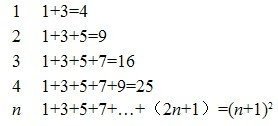 1 1+3=4
2 1+3+5=9
3 1+3+5+7=16
4 1+3+5+7+9=25
n 1+3+5+7+…+（2n+1）=(n+1)²